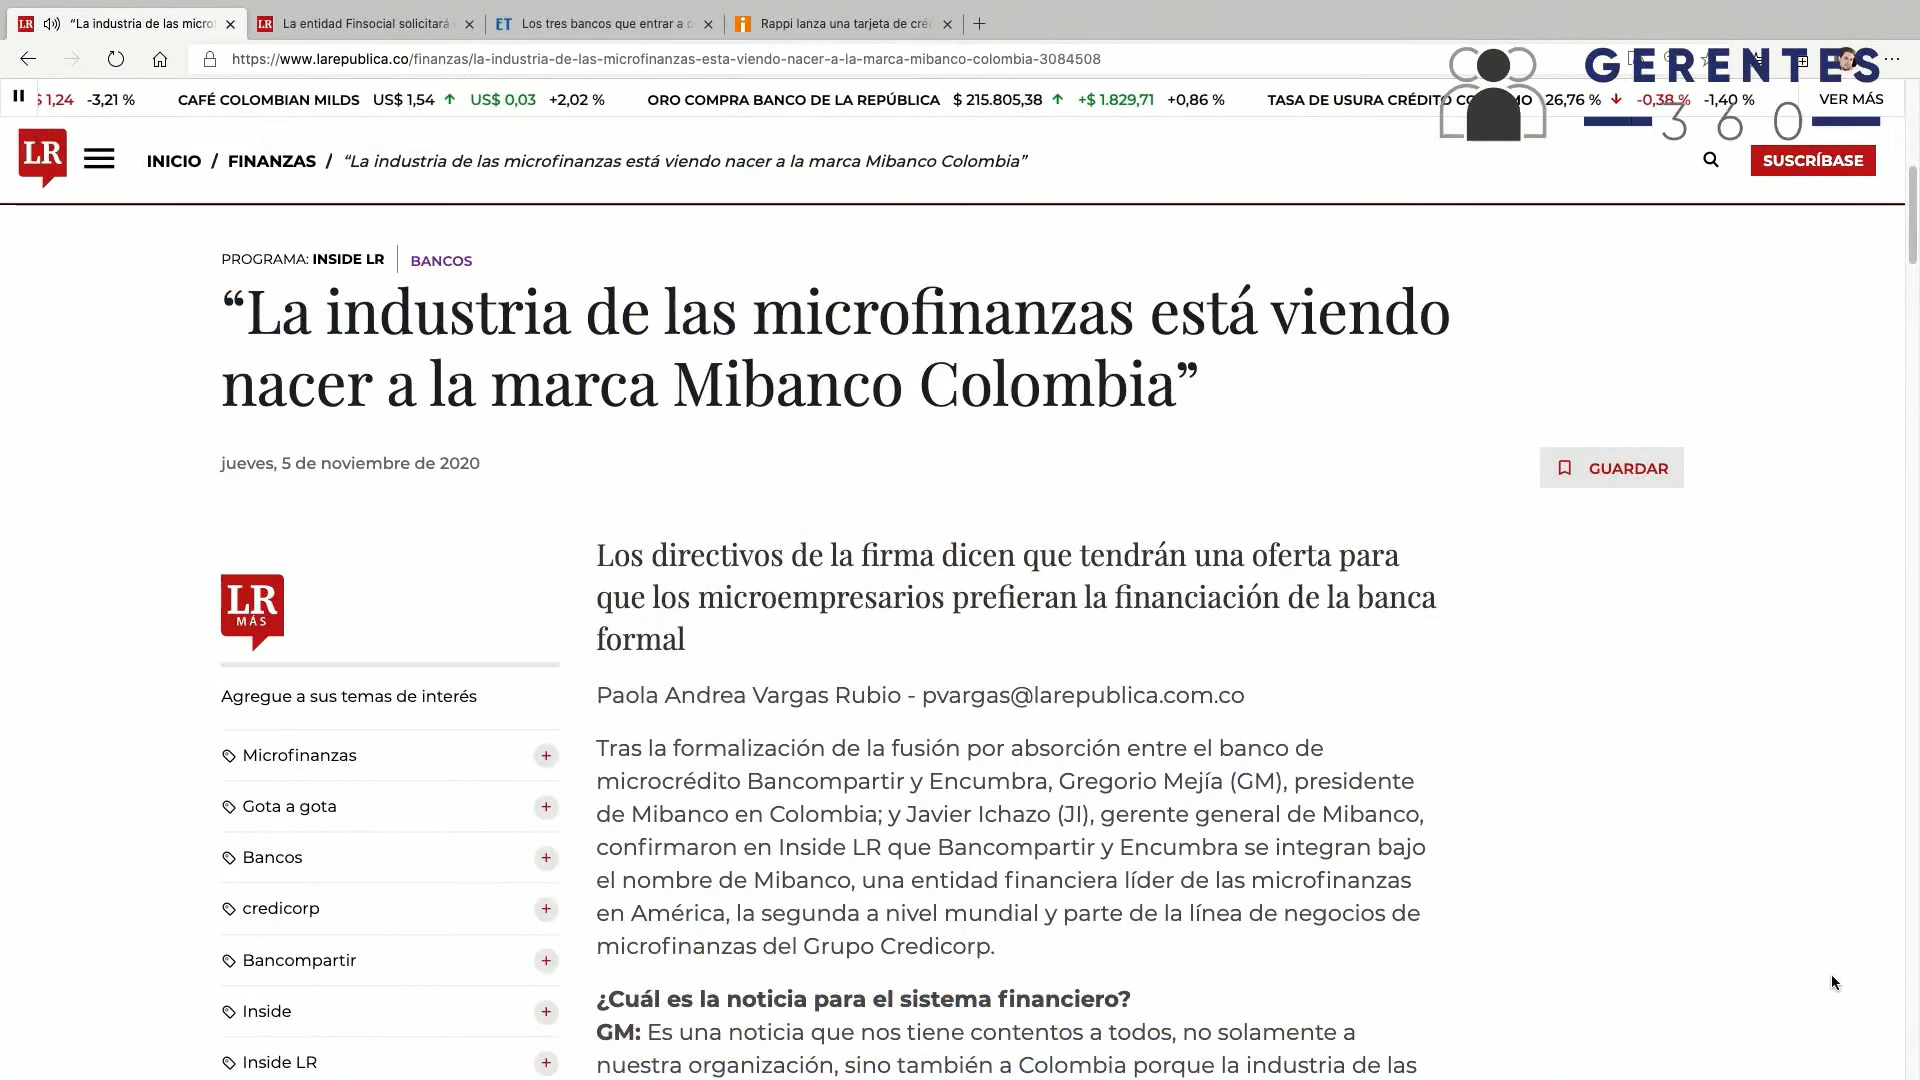 “La industria de las microf
La entidad Finsocial solicitará
ET Los tres bancos que entrar a c
Rappi lanza una tarjeta de cré
https://www.larepublica.co/finanzas/la-industria-de-las-microfinanzas-esta-viendo-nacer-a-la-marca-mibanco-colombia-3084508
GERENTES
360
$ 1,24 -3,21 % CAFÉ COLOMBIAN MILDS US$ 1,54 US$ 0,03 +2,02 % ORO COMPRA BANCO DE LA REPÚBLICA $ 215.805,38 +$ 1.829,71 +0,86 % TASA DE USURA CRÉDITO 26,76 % -0,38 % -1,40 % VER MÁS
LR INICIO / FINANZAS / “La industria de las microfinanzas está viendo nacer a la marca Mibanco Colombia” SUSCRÍBASE
PROGRAMA: INSIDE LR BANCOS
“La industria de las microfinanzas está viendo
nacer a la marca Mibanco Colombia”
jueves, 5 de noviembre de 2020
GUARDAR
LR
MÁS
Agregue a sus temas de interés
Microfinanzas +
Gota a gota +
Bancos +
credicorp +
Bancompartir +
Inside +
Inside LR +
Los directivos de la firma dicen que tendrán una oferta para
que los microempresarios prefieran la financiación de la banca
formal
Paola Andrea Vargas Rubio - pvargas@larepublica.com.co
Tras la formalización de la fusión por absorción entre el banco de
microcrédito Bancompartir y Encumbra, Gregorio Mejía (GM), presidente
de Mibanco en Colombia; y Javier Ichazo (JI), gerente general de Mibanco,
confirmaron en Inside LR que Bancompartir y Encumbra se integran bajo
el nombre de Mibanco, una entidad financiera líder de las microfinanzas
en América, la segunda a nivel mundial y parte de la línea de negocios de
microfinanzas del Grupo Credicorp.
¿Cuál es la noticia para el sistema financiero?
GM: Es una noticia que nos tiene contentos a todos, no solamente a
nuestra organización, sino también a Colombia porque la industria de las